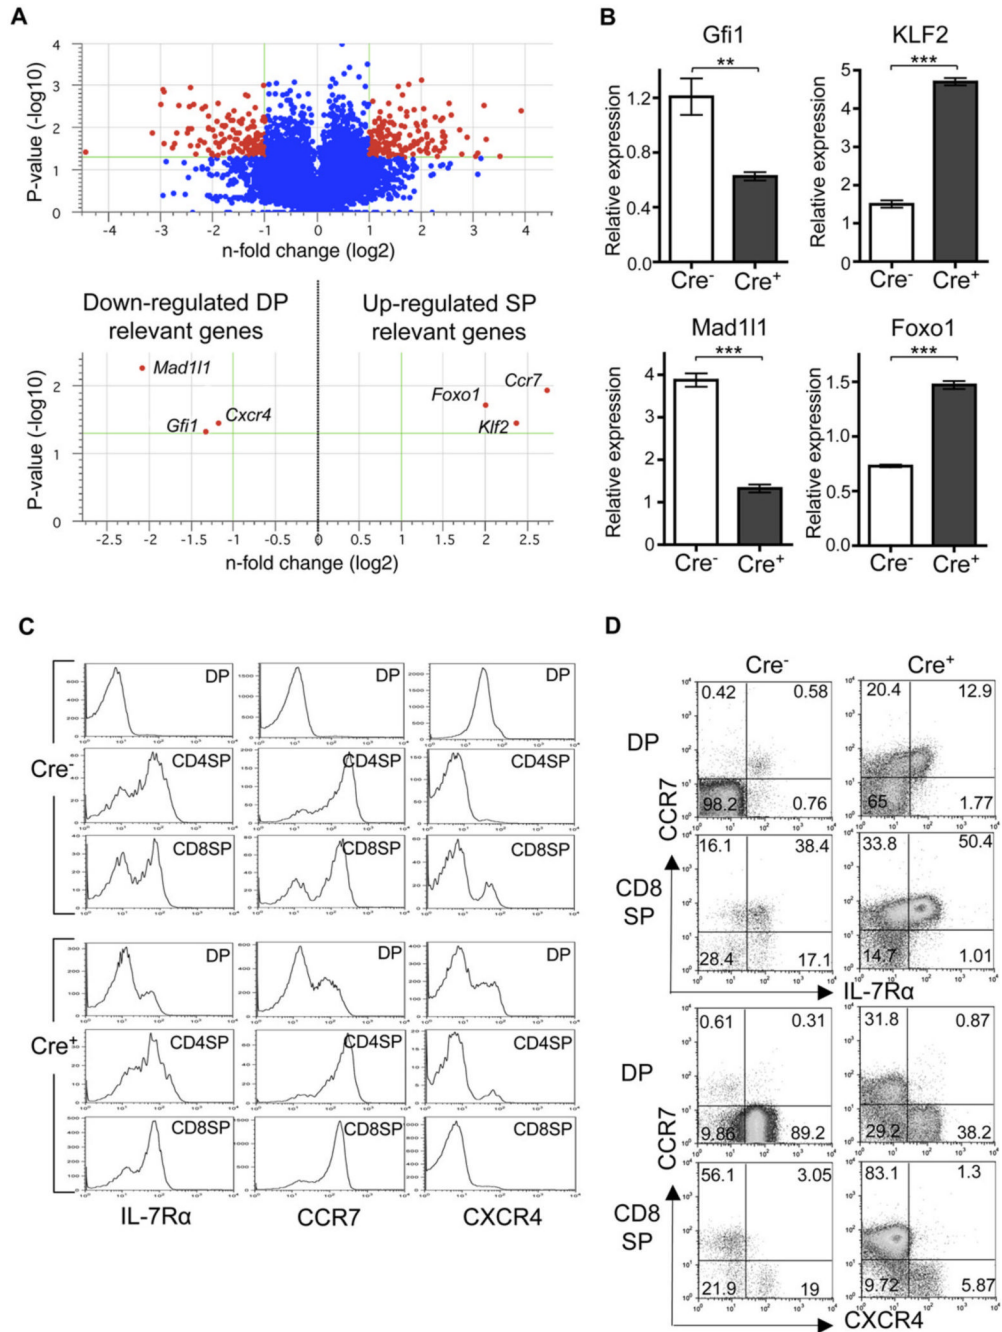 A
P-value (-log10)
4
3
2
1
0
-4 -3 -2 -1 0 1 2 3 4
n-fold change (log2)
Down-regulated DP
relevant genes
Up-regulated SP
relevant genes
P-value (-log10)
2
1
0
Mad1l1
Gfi1
Cxcr4
Foxo1
Ccr7
Klf2
-2.5 -2 -1.5 -1 0 0 1 1.5 2 2.5
n-fold change (log2)
B
Gfi1
**
Relative expression
1.2
0.8
0.4
0.0
Cre-
Cre+
KLF2
***
Relative expression
5
4
3
2
1
0
Cre-
Cre+
Mad1l1
***
Relative expression
4
3
2
1
0
Cre-
Cre+
Foxo1
***
Relative expression
1.5
1.0
0.5
0.0
Cre-
Cre+
C
Cre-
DP DP DP
CD4SP CD4SP CD4SP
CD8SP CD8SP CD8SP
Cre+
DP DP DP
CD4SP CD4SP CD4SP
CD8SP CD8SP CD8SP
IL-7Rα CCR7 CXCR4
D
Cre- Cre+
DP
0.42 0.58
98.2 0.76
20.4 12.9
65 1.77
CCR7
CD8
SP
16.1 38.4
28.4 17.1
33.8 50.4
14.7 1.01
IL-7Rα
DP
0.61 0.31
9.86 89.2
31.8 0.87
29.2 38.2
CCR7
CD8
SP
56.1 3.05
21.9 19
83.1 1.3
9.72 5.87
CXCR4